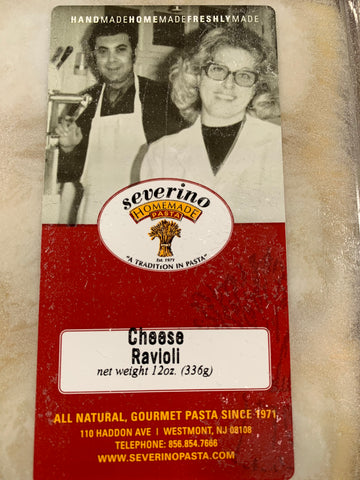 HANDMADEHOMEMADEFRESHLYMADE
severino
HOMEMADE
PASTA
Est. 1971
"A TRADITION IN PASTA"
Cheese
Ravioli
net weight 12oz. (336g)
ALL NATURAL, GOURMET PASTA SINCE 1971
110 HADDON AVE | WESTMONT, NJ 08108
TELEPHONE: 856.854.7666
WWW.SEVERINOPASTA.COM